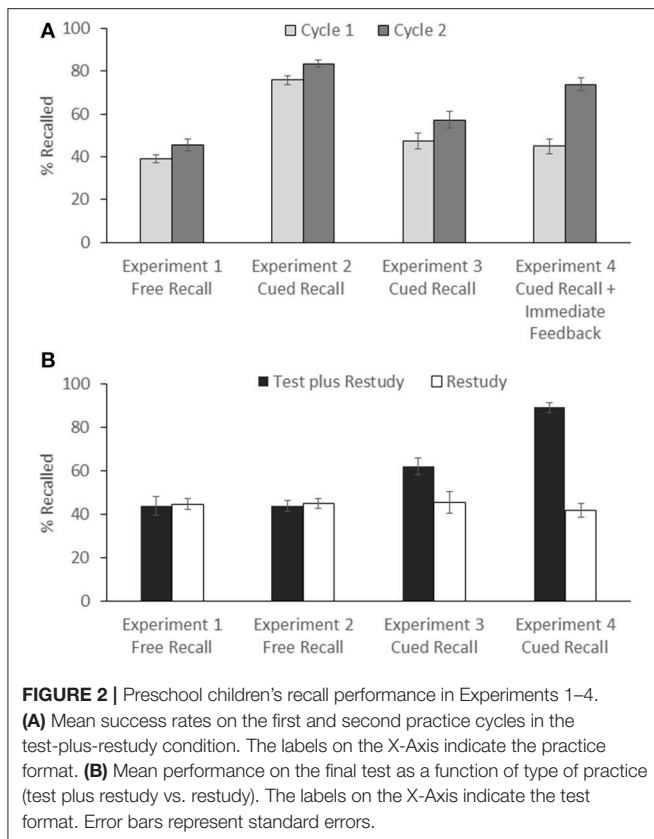 A
Cycle 1 Cycle 2
100
80
60
40
20
0
% Recalled
Experiment 1 Experiment 2 Experiment 3 Experiment 4
Free Recall Cued Recall Cued Recall Cued Recall +
Immediate
Feedback
B
Test plus Restudy Restudy
100
80
60
40
20
0
% Recalled
Experiment 1 Experiment 2 Experiment 3 Experiment 4
Free Recall Free Recall Cued Recall Cued Recall
FIGURE 2 | Preschool children's recall performance in Experiments 1–4.
(A) Mean success rates on the first and second practice cycles in the
test-plus-restudy condition. The labels on the X-Axis indicate the practice
format. (B) Mean performance on the final test as a function of type of practice
(test plus restudy vs. restudy). The labels on the X-Axis indicate the test
format. Error bars represent standard errors.